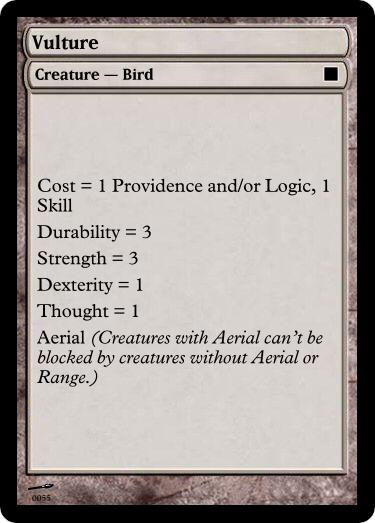 Vulture
Creature — Bird
Cost = 1 Providence and/or Logic, 1
Skill
Durability = 3
Strength = 3
Dexterity = 1
Thought = 1
Aerial (Creatures with Aerial can't be
blocked by creatures without Aerial or
Range.)
0055